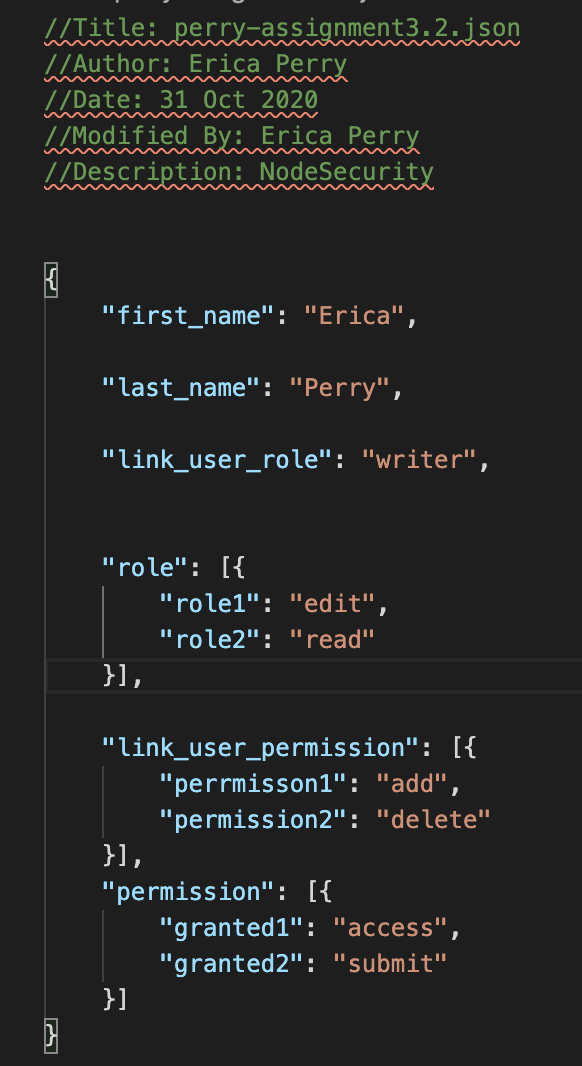 //Title: perry-assignment3.2.json
//Author: Erica Perry
//Date: 31 Oct 2020
//Modified By: Erica Perry
//Description: NodeSecurity
{
"first_name": "Erica",
"last_name": "Perry",
"link_user_role": "writer",
"role": [{
"role1": "edit",
"role2": "read"
}],
"link_user_permission": [{
"perrmisson1": "add",
"permission2": "delete"
}],
"permission": [{
"granted1": "access",
"granted2": "submit"
}]
}